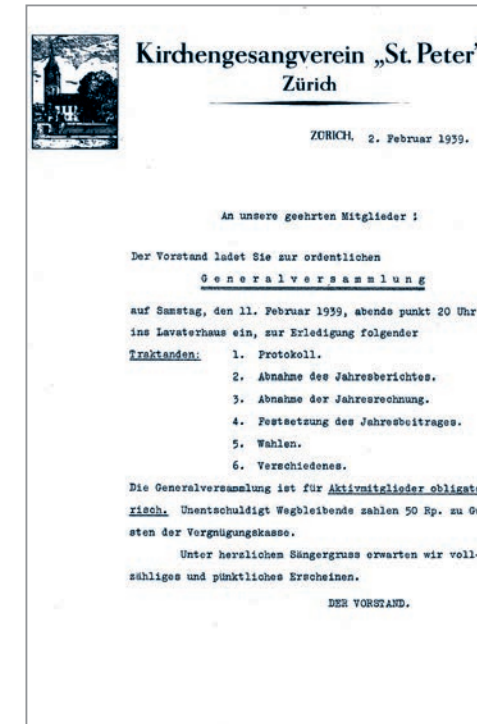 Kirchengesangverein „St. Peter"
Zürich
ZÜRICH, 2. Februar 1939.
An unsere geehrten Mitglieder !
Der Vorstand ladet Sie zur ordentlichen
Generalversammlung
auf Samstag, den 11. Februar 1939, abends punkt 20 Uhr
ins Lavaterhaus ein, zur Erledigung folgender
Traktanden: 1. Protokoll.
2. Abnahme des Jahresberichtes.
3. Abnahme der Jahresrechnung.
4. Festsetzung des Jahresbeitrages.
5. Wahlen.
6. Verschiedenes.
Die Generalversammlung ist für Aktivmitglieder obligato
risch. Unentschuldigt Wegbleibende zahlen 50 Rp. zu Gu
sten der Vergnügungskasse.
Unter herzlichem Sängergruss erwarten wir voll-
zähliges und pünktliches Erscheinen.
DER VORSTAND.